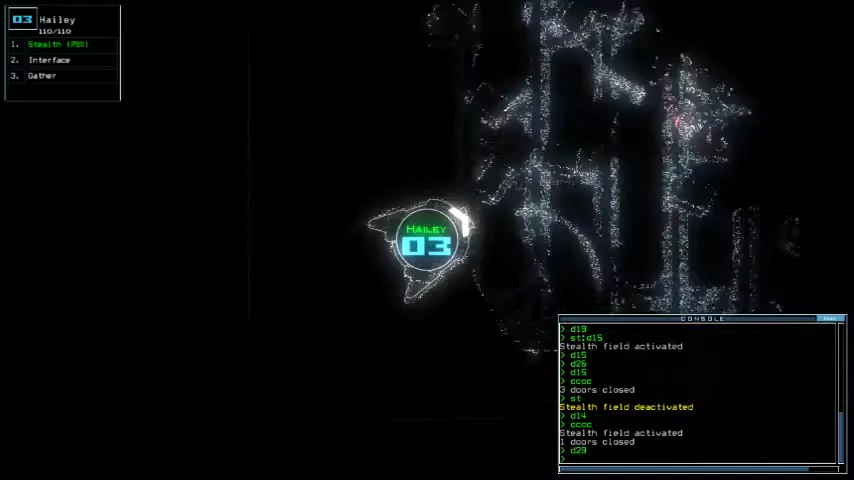 03 Hailey
110/110
1. Stealth (79%)
2. Interface
3. Gather
HAILEY
03
CONSOLE
> d19
> st;d15
Stealth field activated
> d15
> d26
> d15
> cccc
3 doors closed
> st
Stealth field deactivated
> d14
> cccc
Stealth field activated
1 doors closed
> d29
>